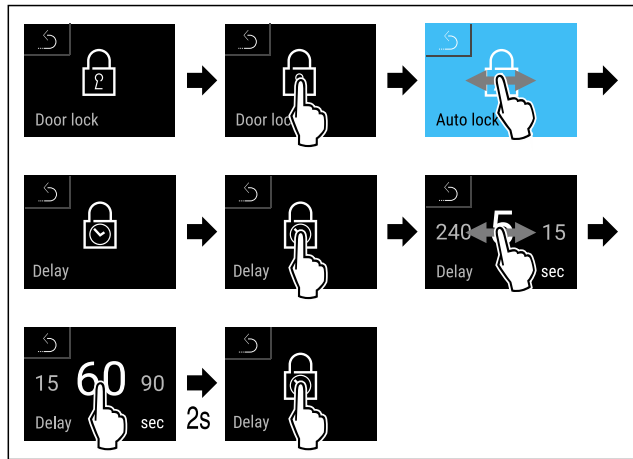 Door lock
Door loc
Auto lock
Delay
Delay
240 5 15
Delay sec
15 60 90
Delay sec
2s
Delay